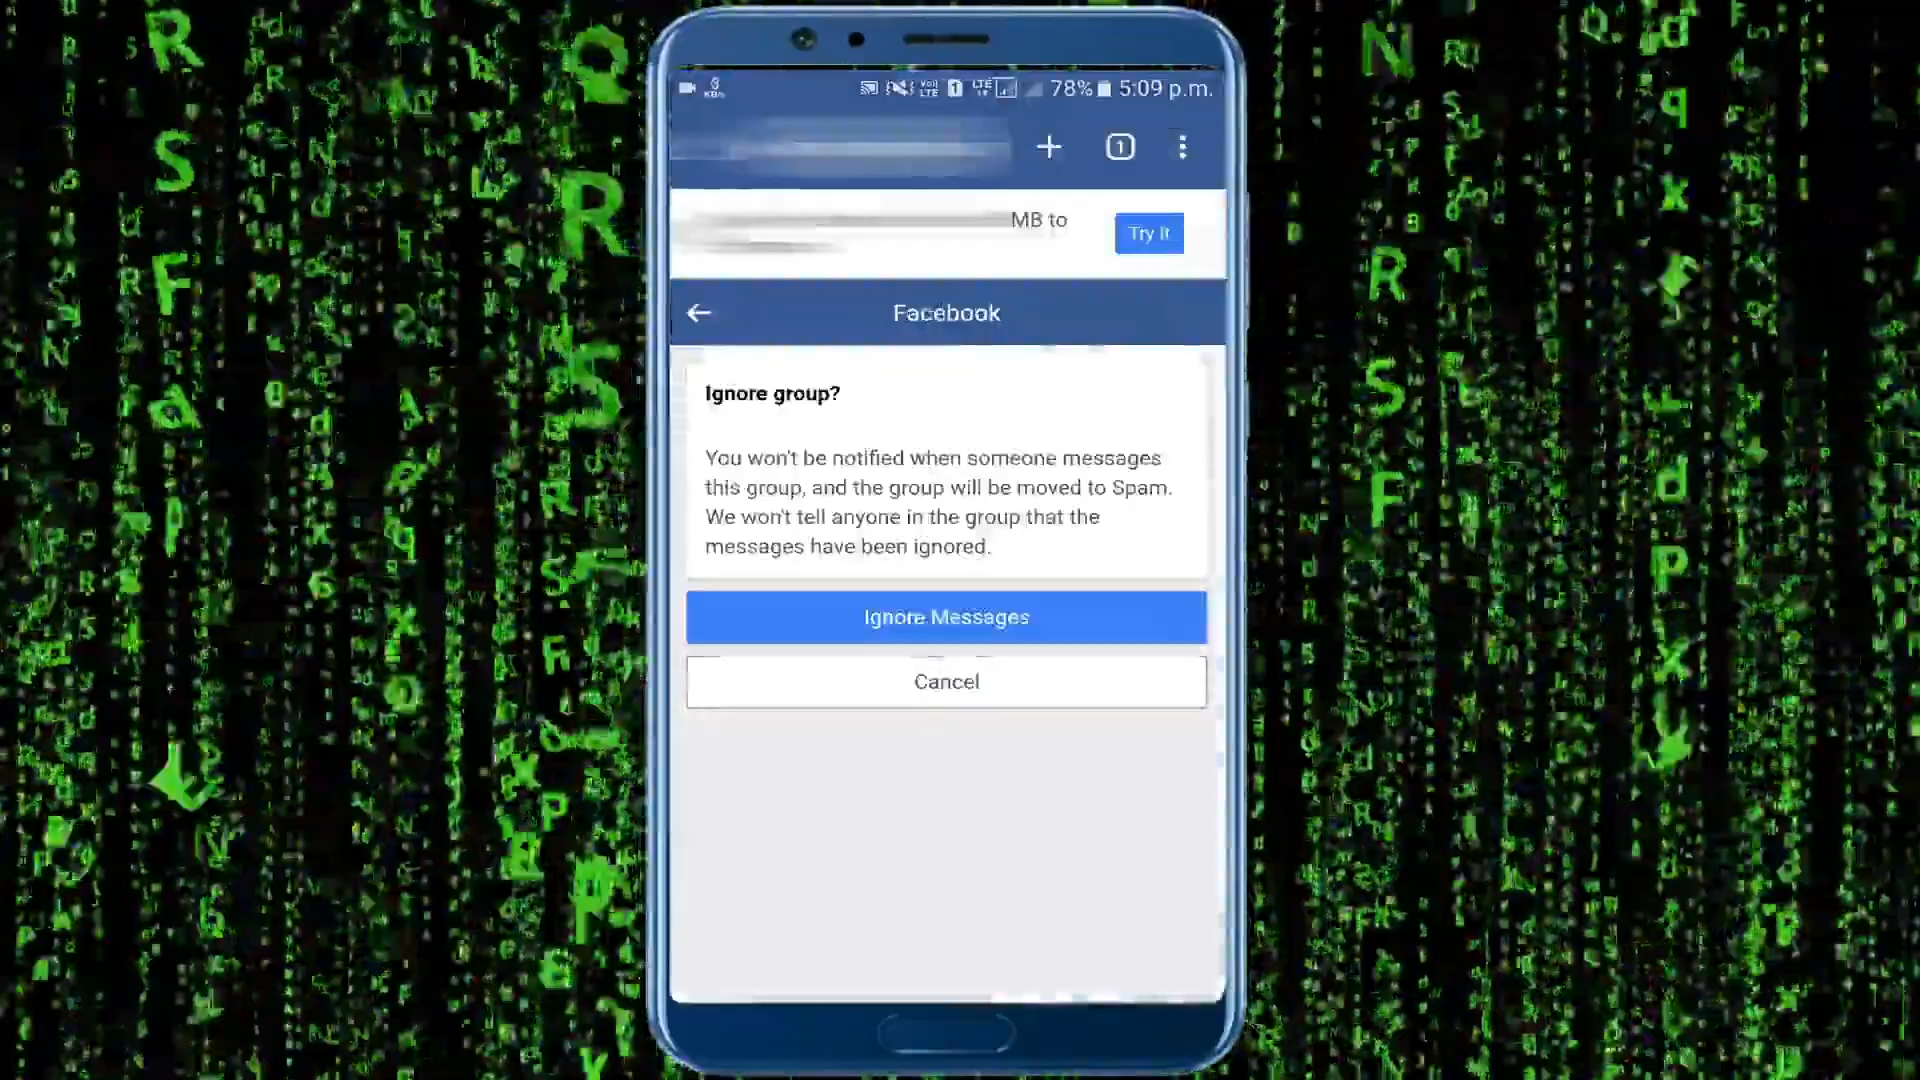 78% 5:09 p.m.
1
MB to
Try It
Facebook
Ignore group?
You won't be notified when someone messages
this group, and the group will be moved to Spam.
We won't tell anyone in the group that the
messages have been ignored.
Ignore Messages
Cancel